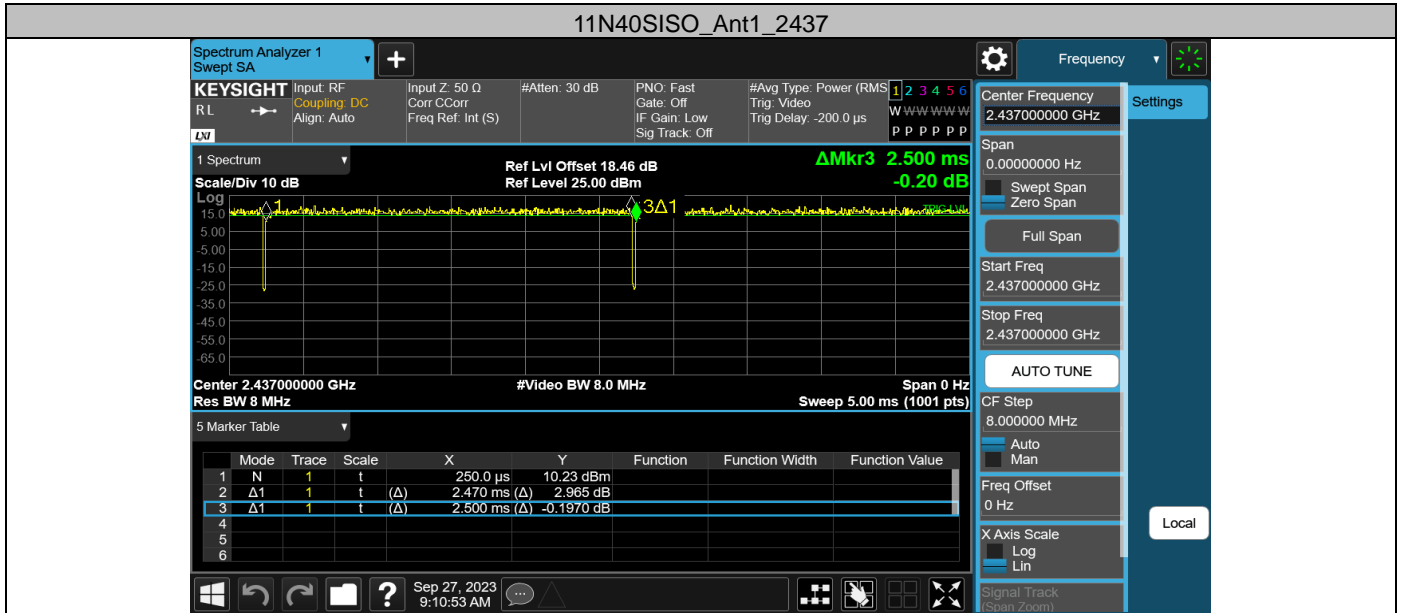 11N40SISO_Ant1_2437
Spectrum Analyzer 1
Swept SA
+
Frequency
KEYSIGHT
RL
LXI
Input: RF
Coupling: DC
Align: Auto
Input Z: 50 Ω
Corr CCorr
Freq Ref: Int (S)
#Atten: 30 dB
PNO: Fast
Gate: Off
IF Gain: Low
Sig Track: Off
#Avg Type: Power (RMS
Trig: Video
Trig Delay: -200.0 µs
1 2 3 4 5 6
W W W W W W
P P P P P P
1 Spectrum
Scale/Div 10 dB
Ref Lvl Offset 18.46 dB
Ref Level 25.00 dBm
ΔMkr3 2.500 ms
-0.20 dB
Log
15.0
5.00
-5.00
-15.0
-25.0
-35.0
-45.0
-55.0
-65.0
1
3Δ1
TRIG LVL
Center 2.437000000 GHz
#Video BW 8.0 MHz
Span 0 Hz
Res BW 8 MHz
Sweep 5.00 ms (1001 pts)
5 Marker Table
Mode Trace Scale X Y Function Function Width Function Value
1 N 1 t 250.0 µs 10.23 dBm
2 Δ1 1 t (Δ) 2.470 ms (Δ) 2.965 dB
3 Δ1 1 t (Δ) 2.500 ms (Δ) -0.1970 dB
4
5
6
?
Sep 27, 2023
9:10:53 AM
Center Frequency
2.437000000 GHz
Span
0.00000000 Hz
Swept Span
Zero Span
Full Span
Start Freq
2.437000000 GHz
Stop Freq
2.437000000 GHz
AUTO TUNE
CF Step
8.000000 MHz
Auto
Man
Freq Offset
0 Hz
X Axis Scale
Log
Lin
Signal Track
(Span Zoom)
Settings
Local